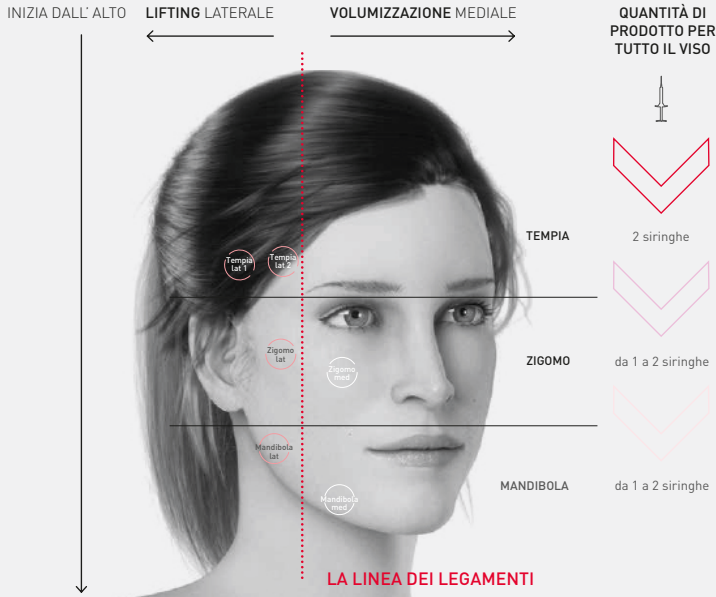 INIZIA DALL' ALTO
LIFTING LATERALE
VOLUMIZZAZIONE MEDIALE
QUANTITÀ DI
PRODOTTO PER
TUTTO IL VISO
TEMPIA
2 siringhe
Tempia
lat 1
Tempia
lat 2
Zigomo
lat
Zigomo
med
ZIGOMO
da 1 a 2 siringhe
Mandibola
lat
Mandibola
med
MANDIBOLA
da 1 a 2 siringhe
LA LINEA DEI LEGAMENTI